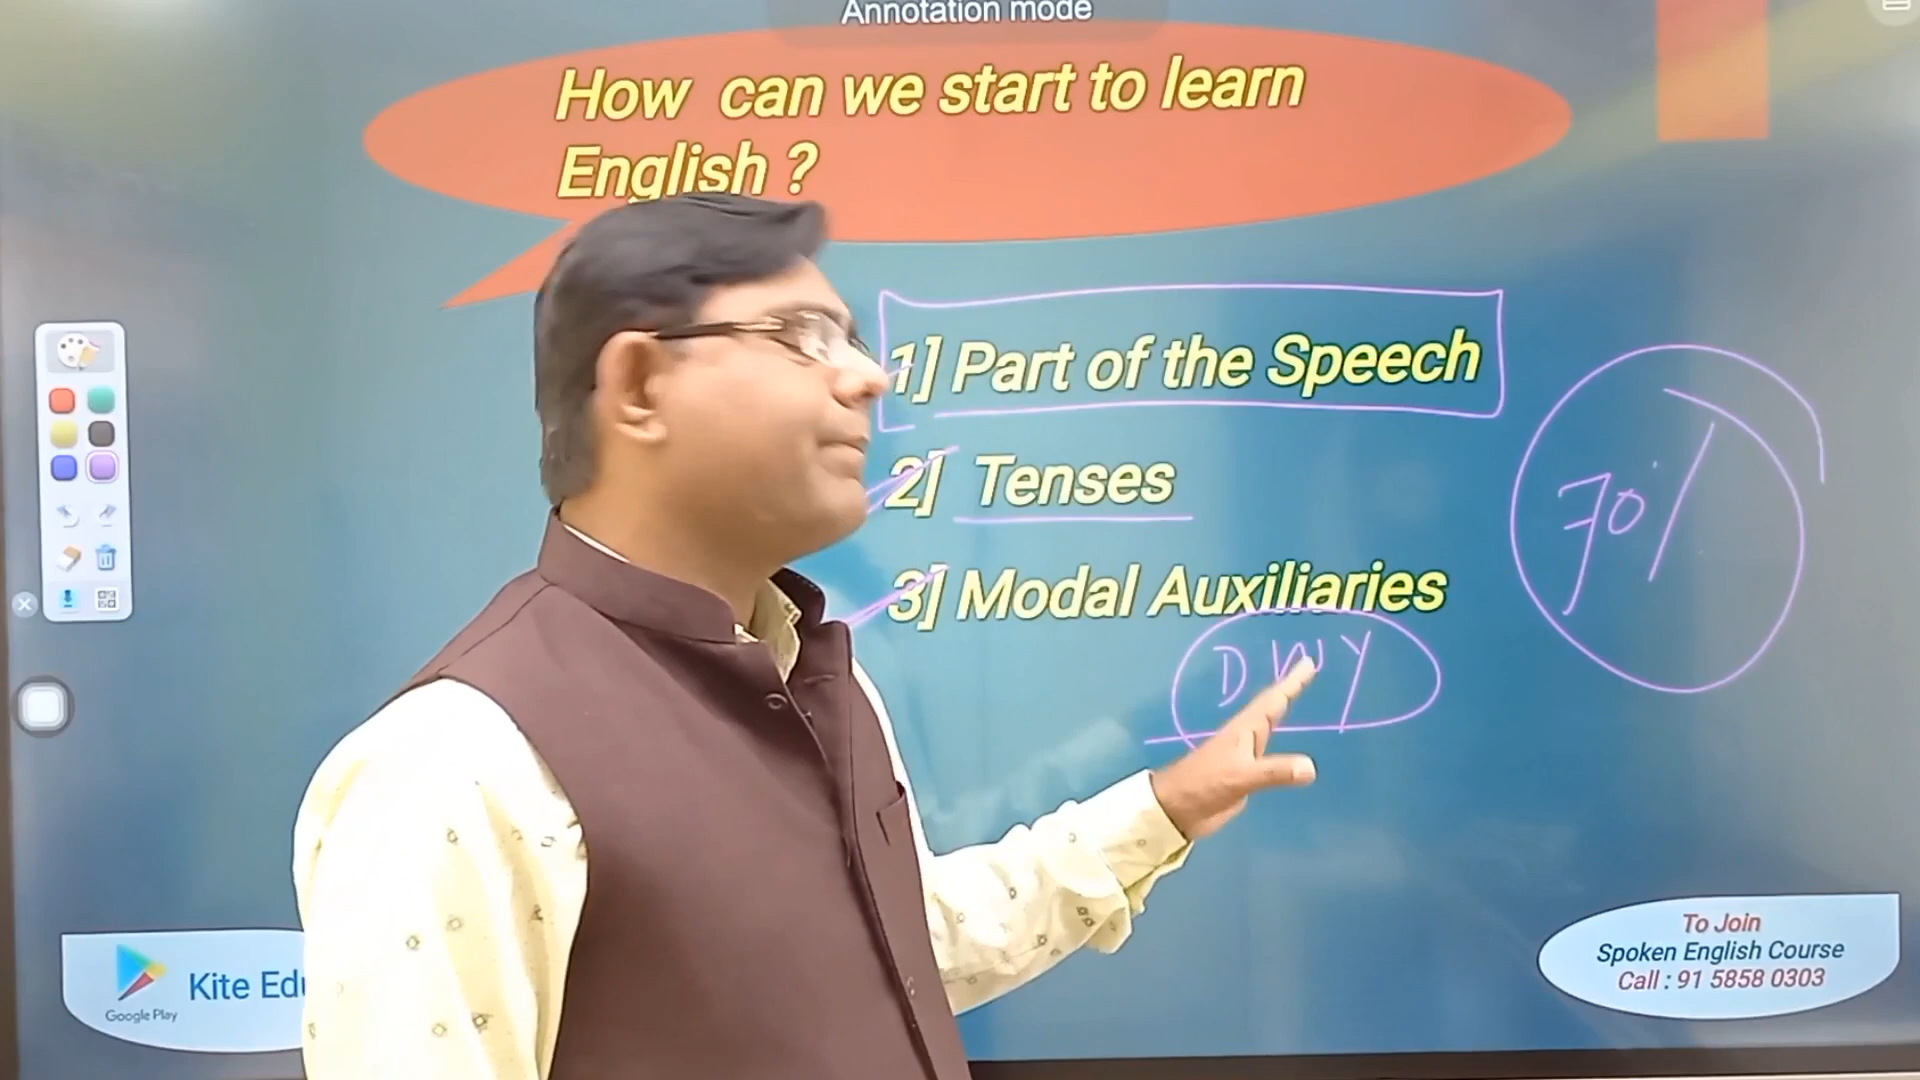 Annotation mode
How can we start to learn
English ?
1] Part of the Speech
2] Tenses
3] Modal Auxiliaries
D W Y
70%
Google Play
Kite Edu
To Join
Spoken English Course
Call : 91 5858 0303